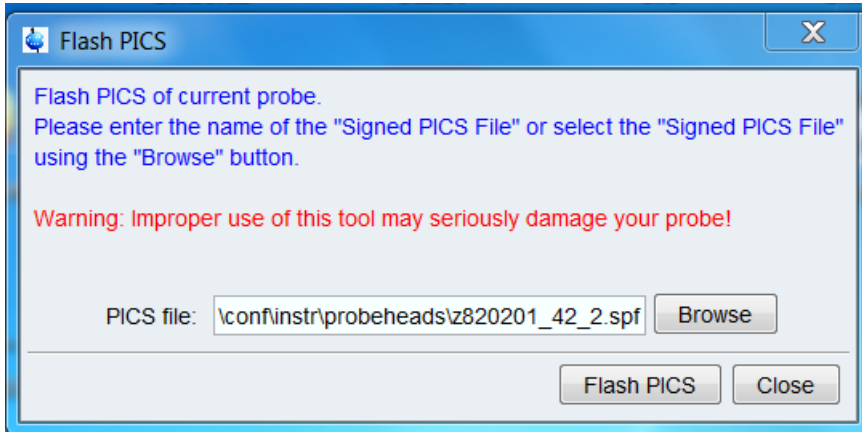 Flash PICS
X
Flash PICS of current probe.
Please enter the name of the "Signed PICS File" or select the "Signed PICS File"
using the "Browse" button.
Warning: Improper use of this tool may seriously damage your probe!
PICS file: \conf\instr\probeheads\z820201_42_2.spf Browse
Flash PICS Close